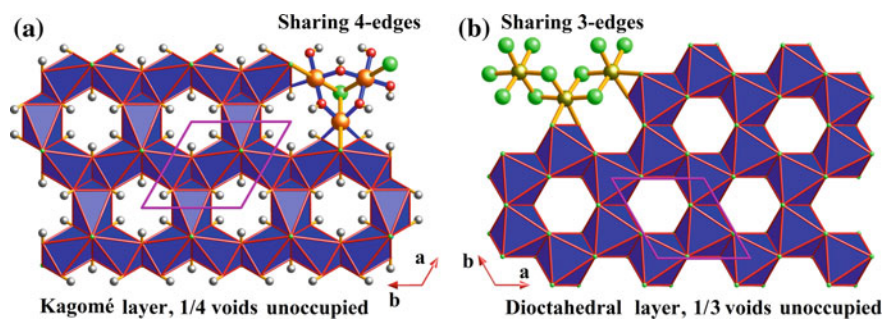 (a)
Sharing 4-edges
a
b
Kagomé layer, 1/4 voids unoccupied
(b)
Sharing 3-edges
b
a
Dioctahedral layer, 1/3 voids unoccupied